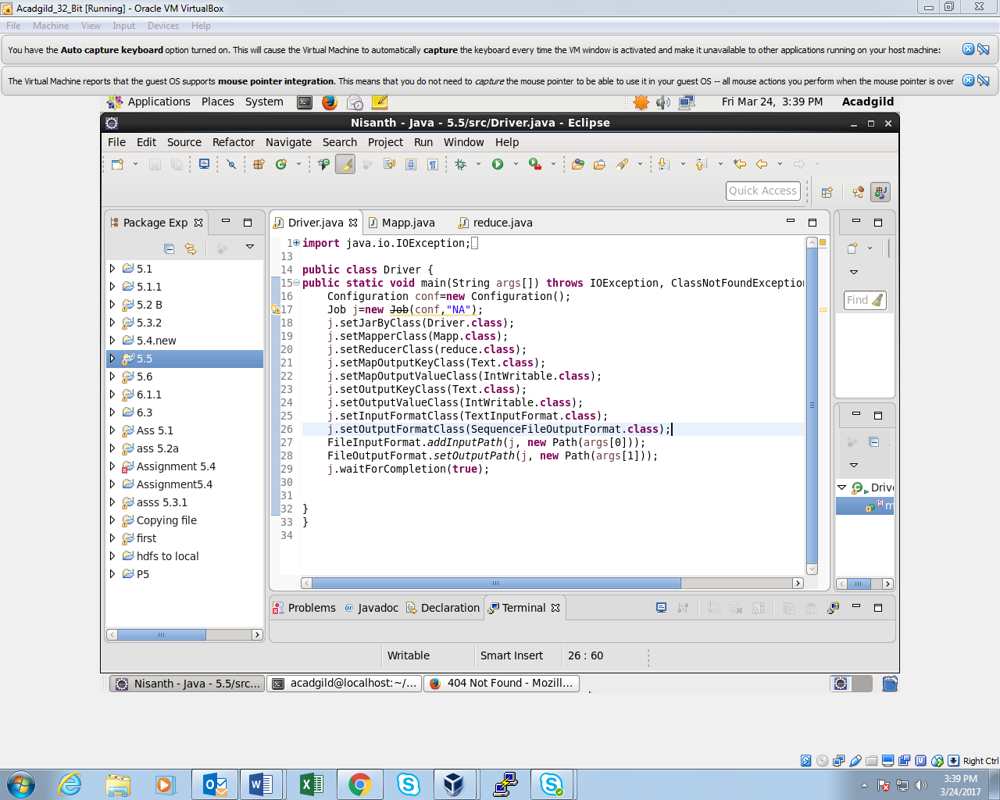 Acadgild_32_Bit [Running] - Oracle VM VirtualBox
File Machine View Input Devices Help
You have the Auto capture keyboard option turned on. This will cause the Virtual Machine to automatically capture the keyboard every time the VM window is activated and make it unavailable to other applications running on your host machine:
The Virtual Machine reports that the guest OS supports mouse pointer integration. This means that you do not need to capture the mouse pointer to be able to use it in your guest OS -- all mouse actions you perform when the mouse pointer is over
Applications Places System Fri Mar 24, 3:39 PM Acadgild
Nisanth - Java - 5.5/src/Driver.java - Eclipse
File Edit Source Refactor Navigate Search Project Run Window Help
Quick Access
Package Exp
5.1
5.1.1
5.2 B
5.3.2
5.4.new
5.5
5.6
6.1.1
6.3
Ass 5.1
ass 5.2a
Assignment 5.4
Assignment5.4
asss 5.3.1
Copying file
first
hdfs to local
P5
Driver.java Mapp.java reduce.java
1 import java.io.IOException;
13
14 public class Driver {
15 public static void main(String args[]) throws IOException, ClassNotFoundException
16 Configuration conf=new Configuration();
17 Job j=new Job(conf,"NA");
18 j.setJarByClass(Driver.class);
19 j.setMapperClass(Mapp.class);
20 j.setReducerClass(reduce.class);
21 j.setMapOutputKeyClass(Text.class);
22 j.setMapOutputValueClass(IntWritable.class);
23 j.setOutputKeyClass(Text.class);
24 j.setOutputValueClass(IntWritable.class);
25 j.setInputFormatClass(TextInputFormat.class);
26 j.setOutputFormatClass(SequenceFileOutputFormat.class);
27 FileInputFormat.addInputPath(j, new Path(args[0]));
28 FileOutputFormat.setOutputPath(j, new Path(args[1]));
29 j.waitForCompletion(true);
30
31
32 }
33 }
34
Find
Drive
m
Problems Javadoc Declaration Terminal
Writable Smart Insert 26 : 60
Nisanth - Java - 5.5/src... acadgild@localhost:~/... 404 Not Found - Mozill...
Right Ctrl
3:39 PM
3/24/2017